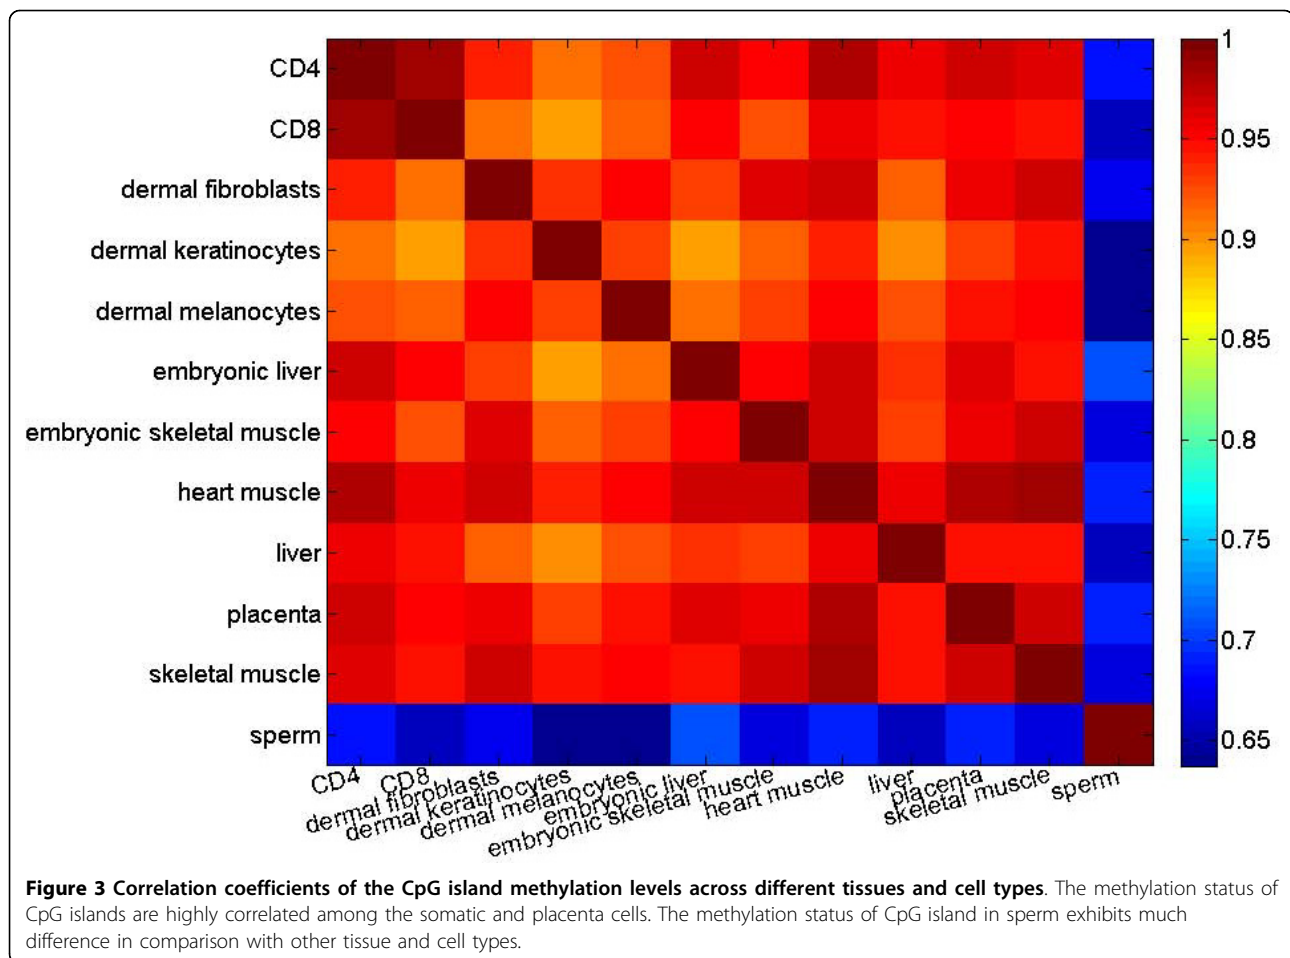 CD4
CD8
dermal fibroblasts
dermal keratinocytes
dermal melanocytes
embryonic liver
embryonic skeletal muscle
heart muscle
liver
placenta
skeletal muscle
sperm
CD4
CD8
dermal fibroblasts
dermal keratinocytes
dermal melanocytes
embryonic liver
embryonic skeletal muscle
heart muscle
liver
placenta
skeletal muscle
sperm
1
0.95
0.9
0.85
0.8
0.75
0.7
0.65
Figure 3 Correlation coefficients of the CpG island methylation levels across different tissues and cell types. The methylation status of
CpG islands are highly correlated among the somatic and placenta cells. The methylation status of CpG island in sperm exhibits much
difference in comparison with other tissue and cell types.